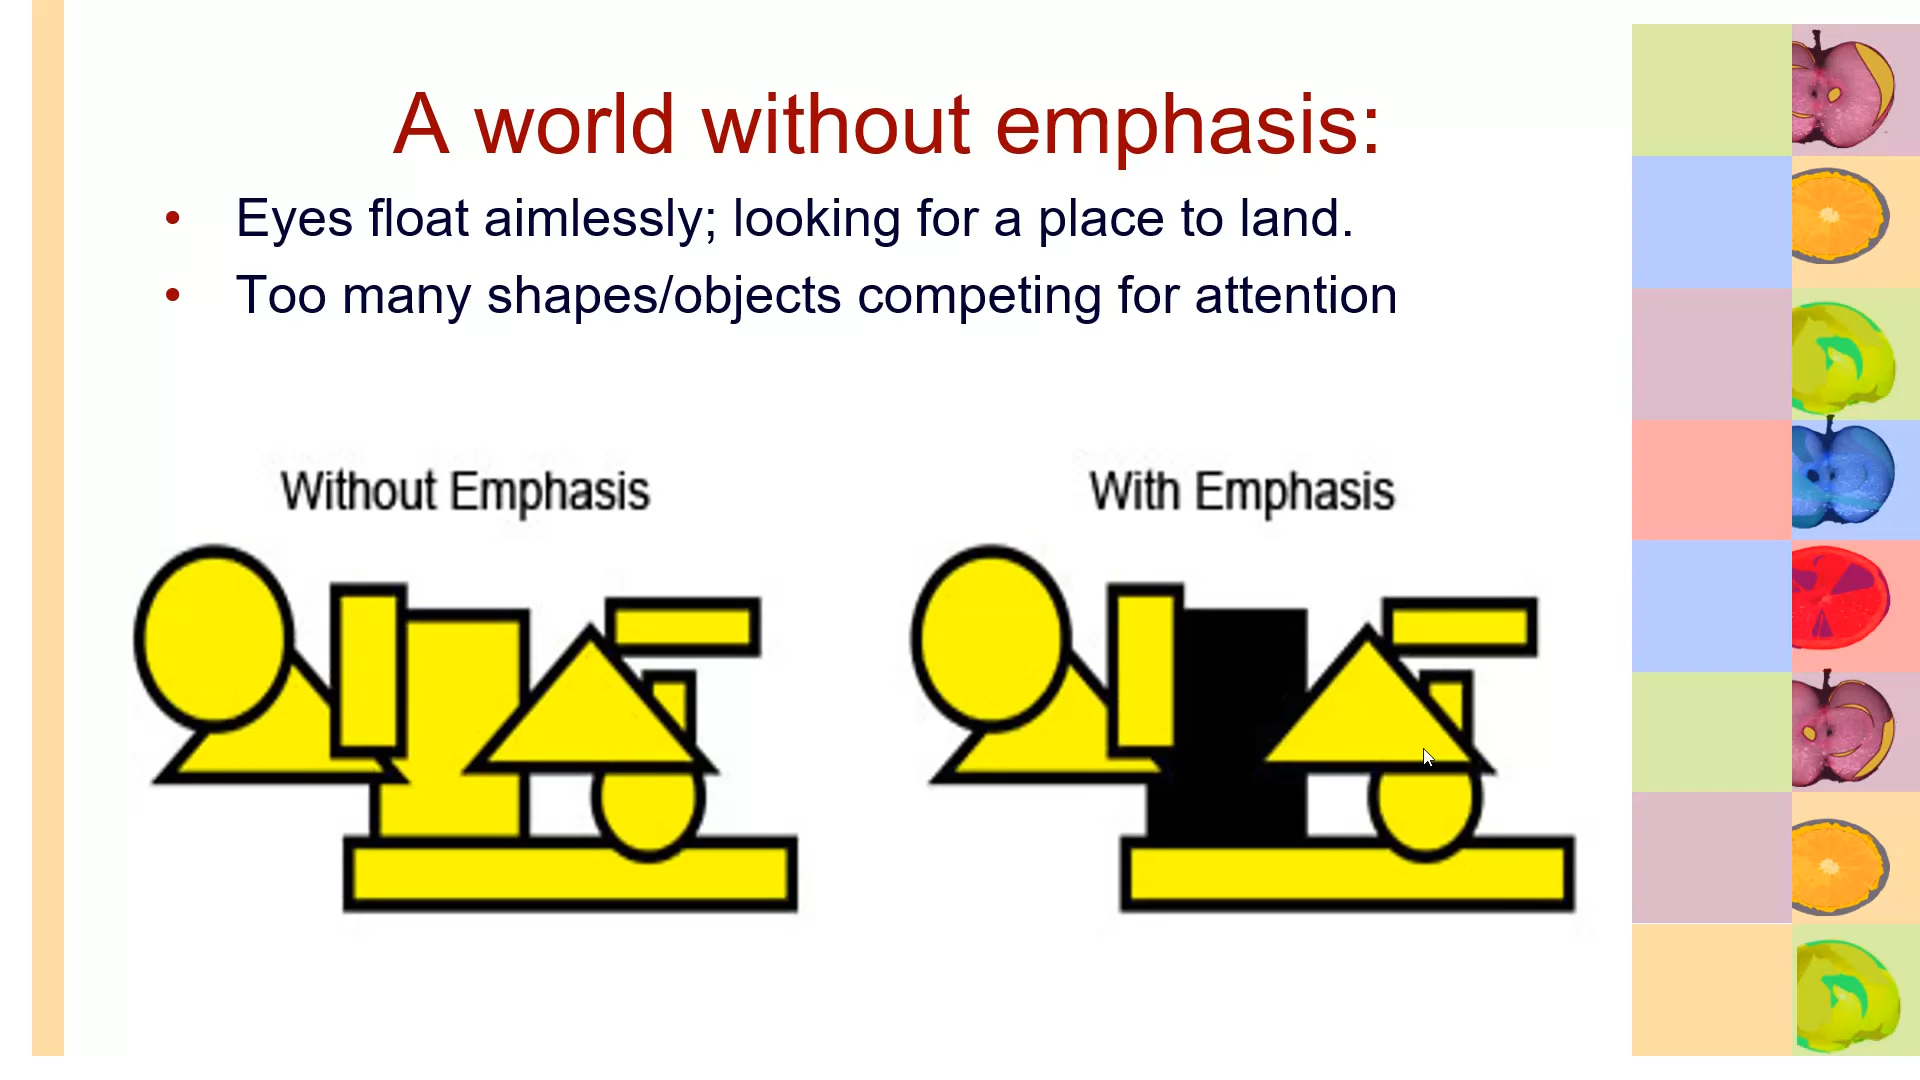 A world without emphasis:
• Eyes float aimlessly; looking for a place to land.
• Too many shapes/objects competing for attention
Without Emphasis
With Emphasis